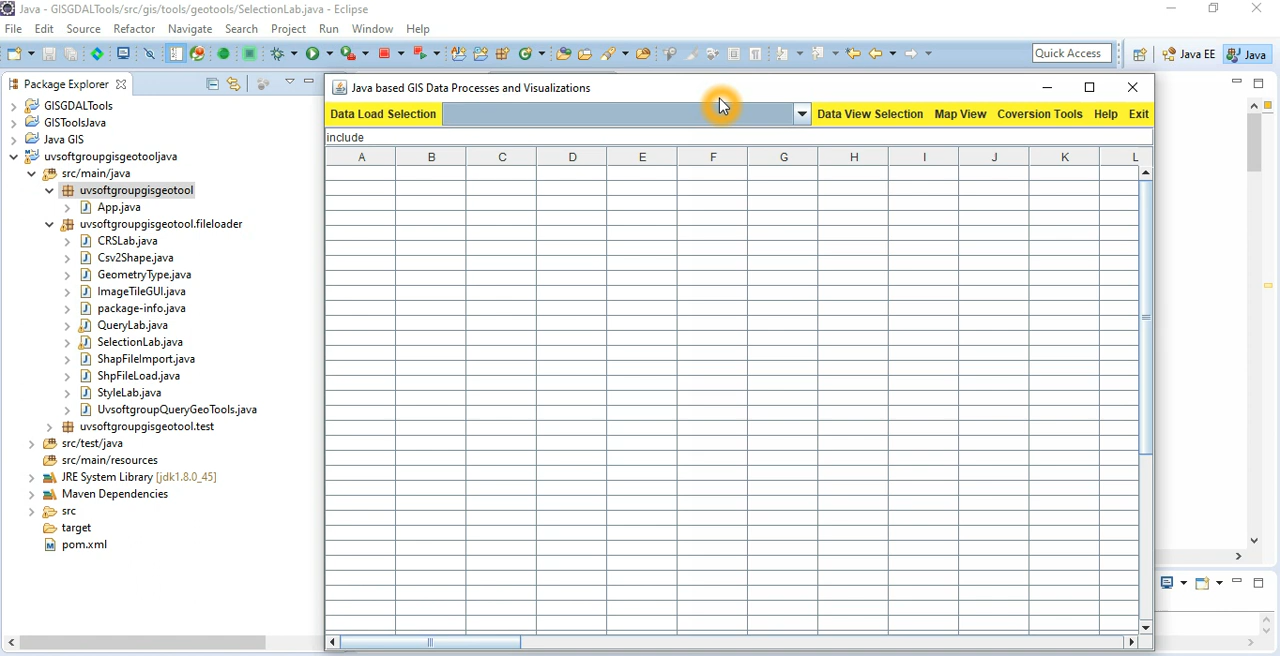 Java - GISGDALTools/src/gis/tools/geotools/SelectionLab.java - Eclipse
File Edit Source Refactor Navigate Search Project Run Window Help
Quick Access Java EE Java
Package Explorer
GISGDALTools
GISToolsJava
Java GIS
uvsoftgroupgisgeotooljava
src/main/java
uvsoftgroupgisgeotool
App.java
uvsoftgroupgisgeotool.fileloader
CRSLab.java
Csv2Shape.java
GeometryType.java
ImageTileGUI.java
package-info.java
QueryLab.java
SelectionLab.java
ShapFileImport.java
ShpFileLoad.java
StyleLab.java
UvsoftgroupQueryGeoTools.java
uvsoftgroupgisgeotool.test
src/test/java
src/main/resources
JRE System Library [jdk1.8.0_45]
Maven Dependencies
src
target
pom.xml
Java based GIS Data Processes and Visualizations
Data Load Selection Data View Selection Map View Coversion Tools Help Exit
include
A B C D E F G H I J K L